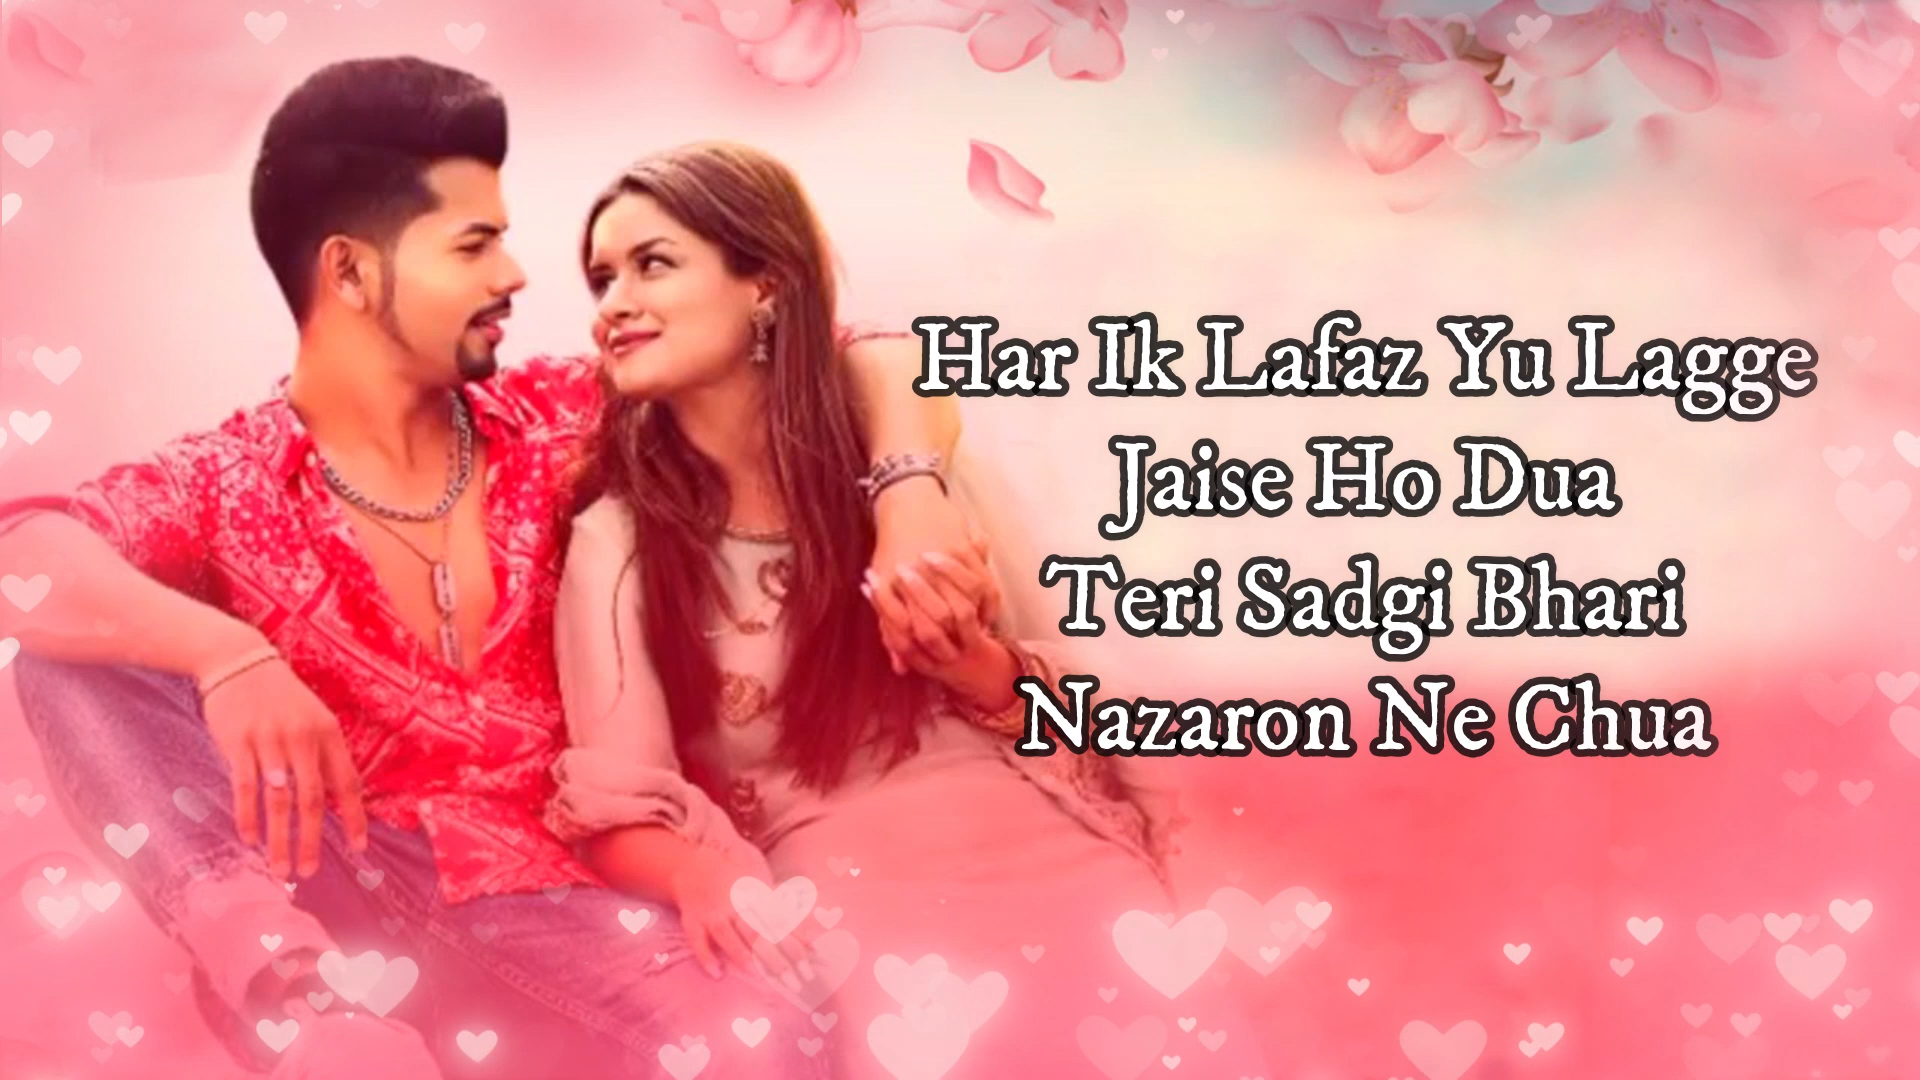 Har Ik Lafaz Yu Lagge
Jaise Ho Dua
Teri Sadgi Bhari
Nazaron Ne Chua